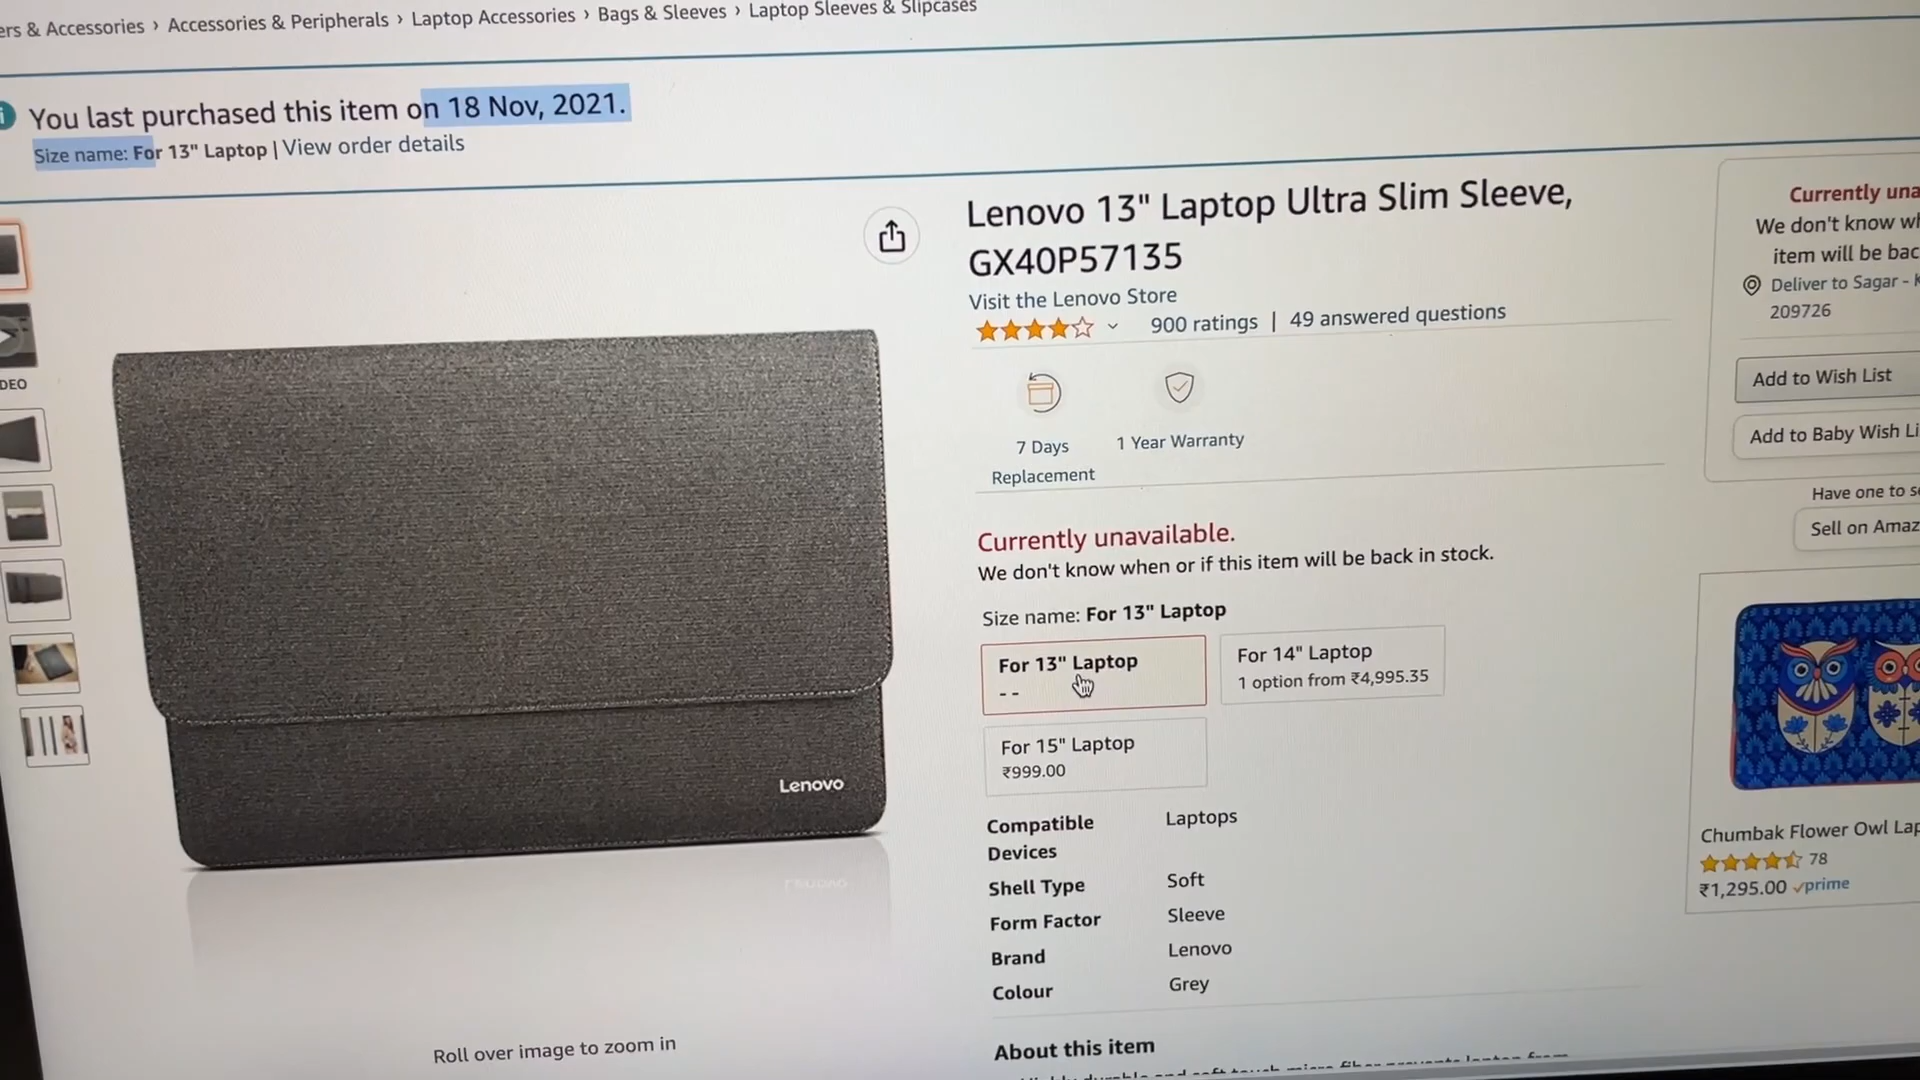 ers & Accessories › Accessories & Peripherals › Laptop Accessories › Bags & Sleeves › Laptop Sleeves & Slipcases
You last purchased this item on 18 Nov, 2021.
Size name: For 13" Laptop | View order details
DEO
Lenovo
Roll over image to zoom in
Lenovo 13" Laptop Ultra Slim Sleeve,
GX40P57135
Visit the Lenovo Store
900 ratings | 49 answered questions
7 Days
Replacement
1 Year Warranty
Currently unavailable.
We don't know when or if this item will be back in stock.
Size name: For 13" Laptop
For 13" Laptop
--
For 14" Laptop
1 option from ₹4,995.35
For 15" Laptop
₹999.00
Compatible Devices Laptops
Shell Type Soft
Form Factor Sleeve
Brand Lenovo
Colour Grey
About this item
Currently una
We don't know wh
item will be bac
Deliver to Sagar - K
209726
Add to Wish List
Add to Baby Wish Li
Have one to se
Sell on Amaz
Chumbak Flower Owl Lap
78
₹1,295.00 prime